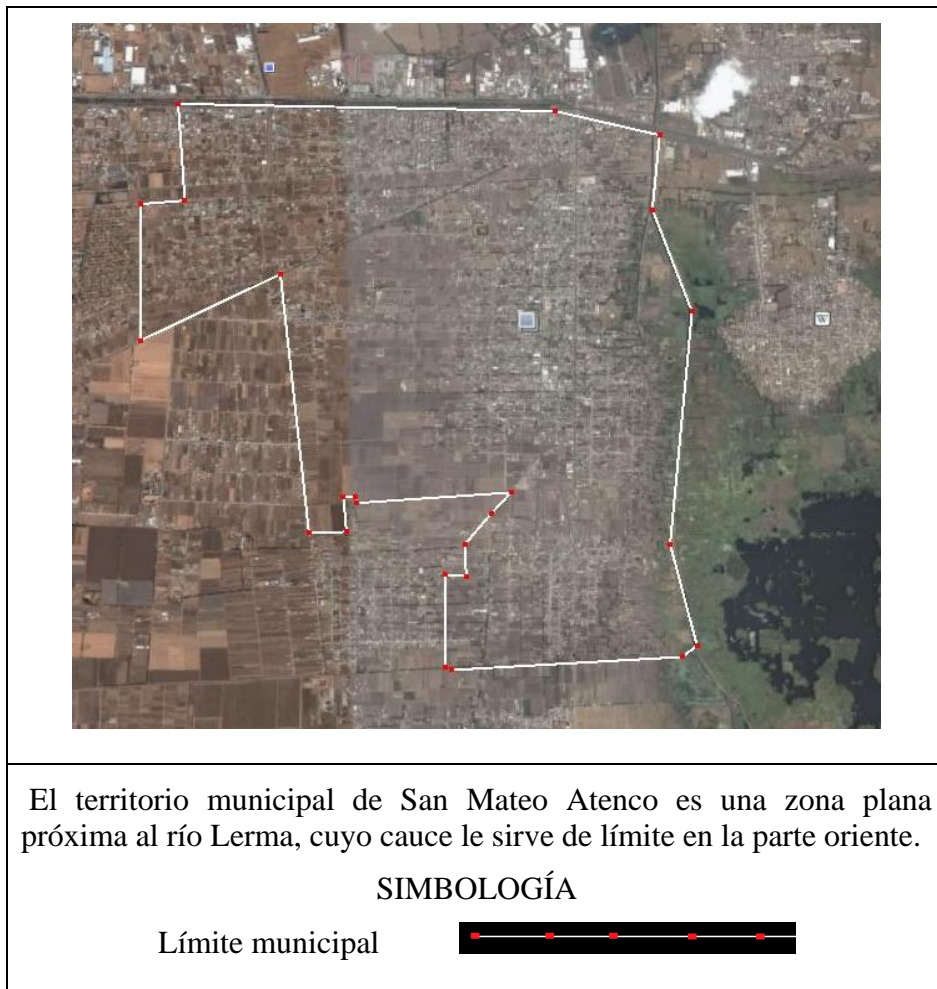 W
El territorio municipal de San Mateo Atenco es una zona plana
próxima al río Lerma, cuyo cauce le sirve de límite en la parte oriente.
SIMBOLOGÍA
Límite municipal